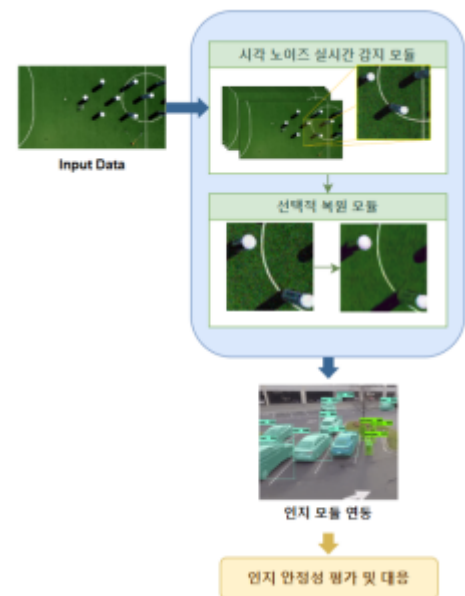 시각 노이즈 실시간 감지 모듈
Input Data
선택적 복원 모듈
인지 모듈 연동
인지 안정성 평가 및 대응